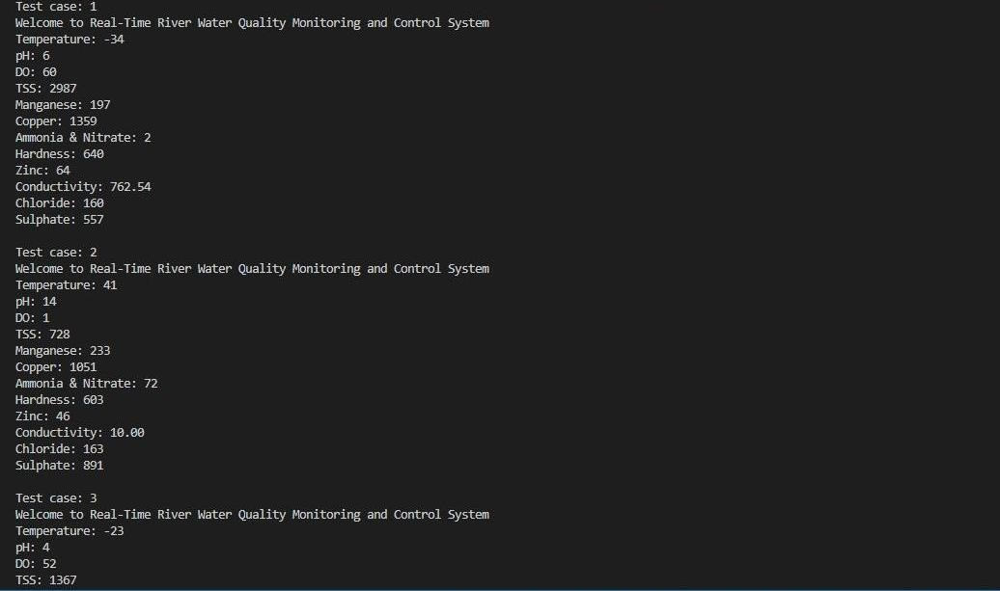 Test case: 1
Welcome to Real-Time River Water Quality Monitoring and Control System
Temperature: -34
pH: 6
DO: 60
TSS: 2987
Manganese: 197
Copper: 1359
Ammonia & Nitrate: 2
Hardness: 640
Zinc: 64
Conductivity: 762.54
Chloride: 160
Sulphate: 557
Test case: 2
Welcome to Real-Time River Water Quality Monitoring and Control System
Temperature: 41
pH: 14
DO: 1
TSS: 728
Manganese: 233
Copper: 1051
Ammonia & Nitrate: 72
Hardness: 603
Zinc: 46
Conductivity: 10.00
Chloride: 163
Sulphate: 891
Test case: 3
Welcome to Real-Time River Water Quality Monitoring and Control System
Temperature: -23
pH: 4
DO: 52
TSS: 1367